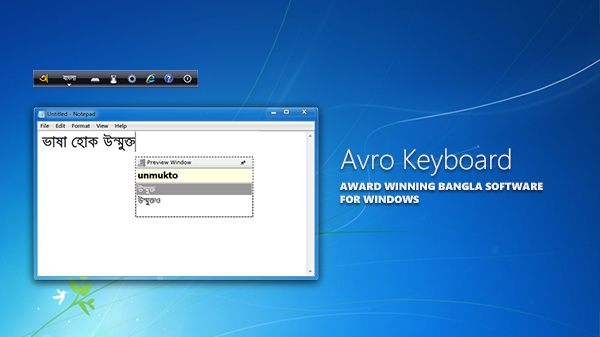 অ বাংলা
Untitled - Notepad
File Edit Format View Help
ভাষা হোক উন্মুক্ত
Preview Window
unmukto
উন্মুক্ত
উন্মুক্তও
Avro Keyboard
AWARD WINNING BANGLA SOFTWARE
FOR WINDOWS